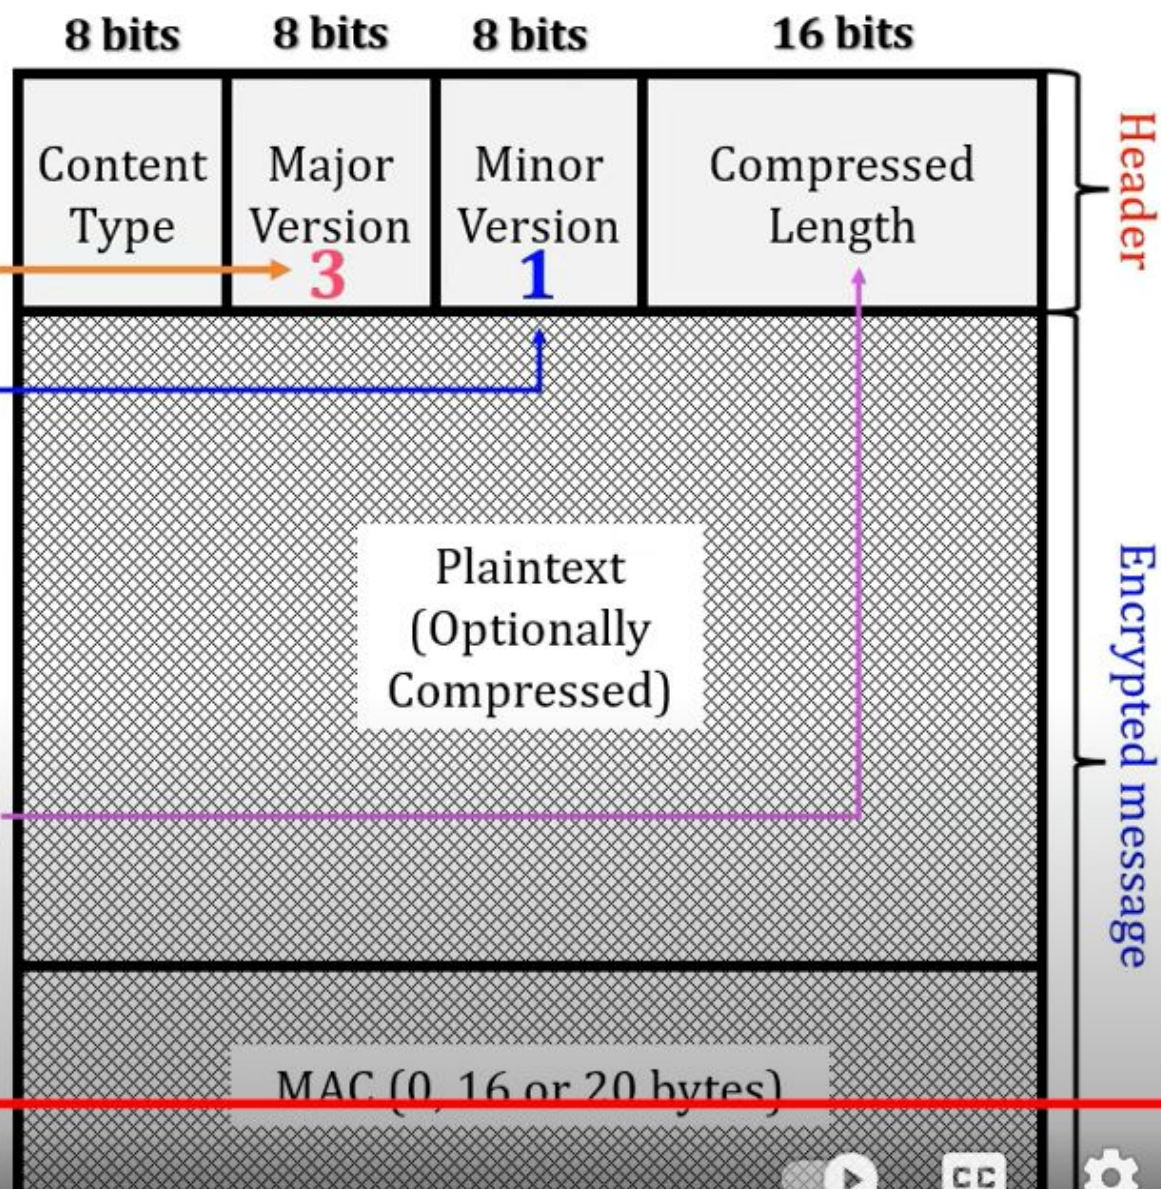 8 bits 8 bits 8 bits 16 bits
Content Type
Major Version
3
Minor Version
1
Compressed Length
Header
Plaintext
(Optionally
Compressed)
Encrypted message
MAC (0, 16 or 20 bytes)
CC